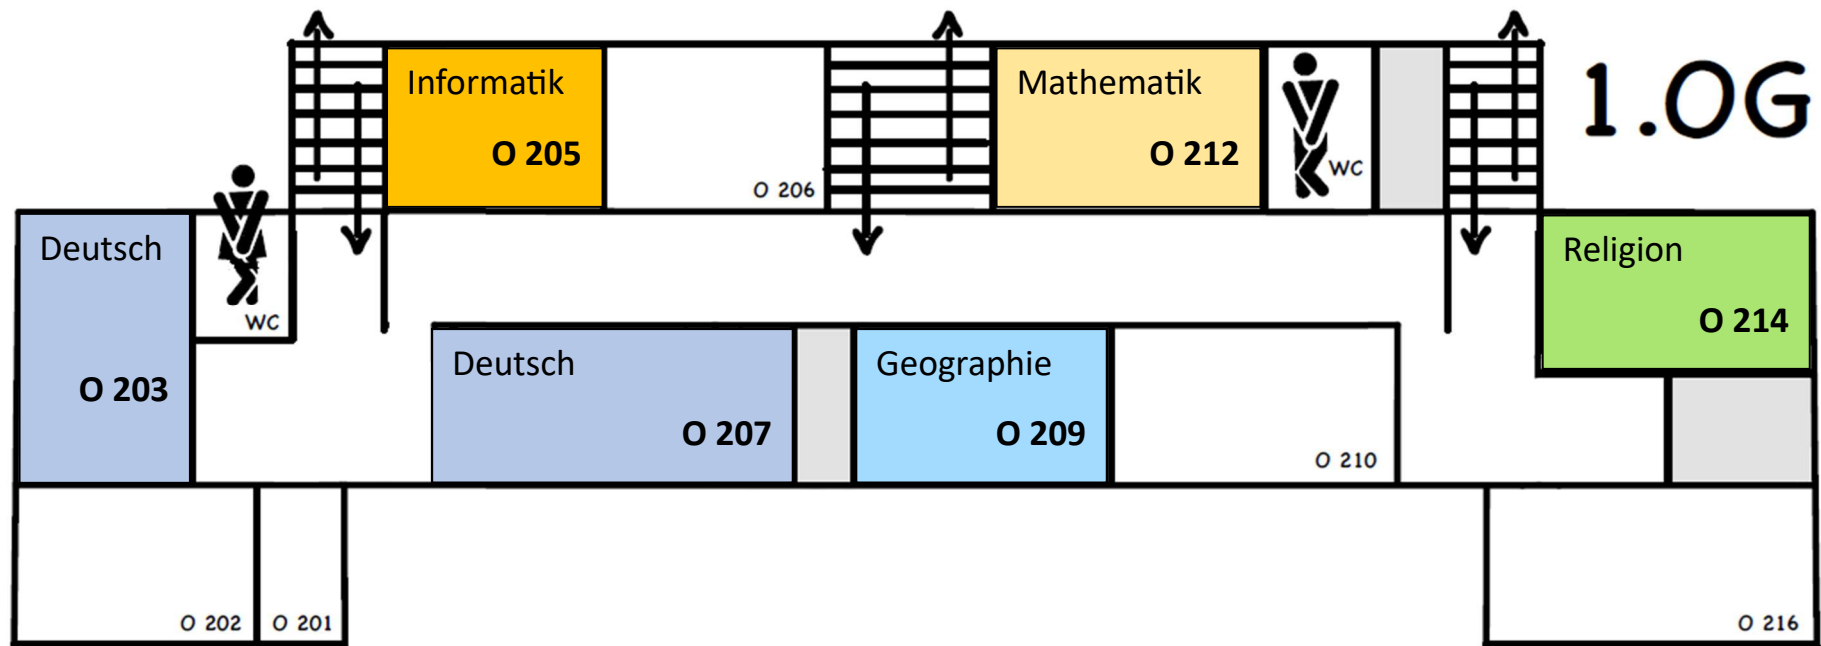 1.OG
Informatik
O 205
O 206
Mathematik
O 212
WC
Deutsch
O 203
WC
Religion
O 214
Deutsch
O 207
Geographie
O 209
O 210
O 202
O 201
O 216